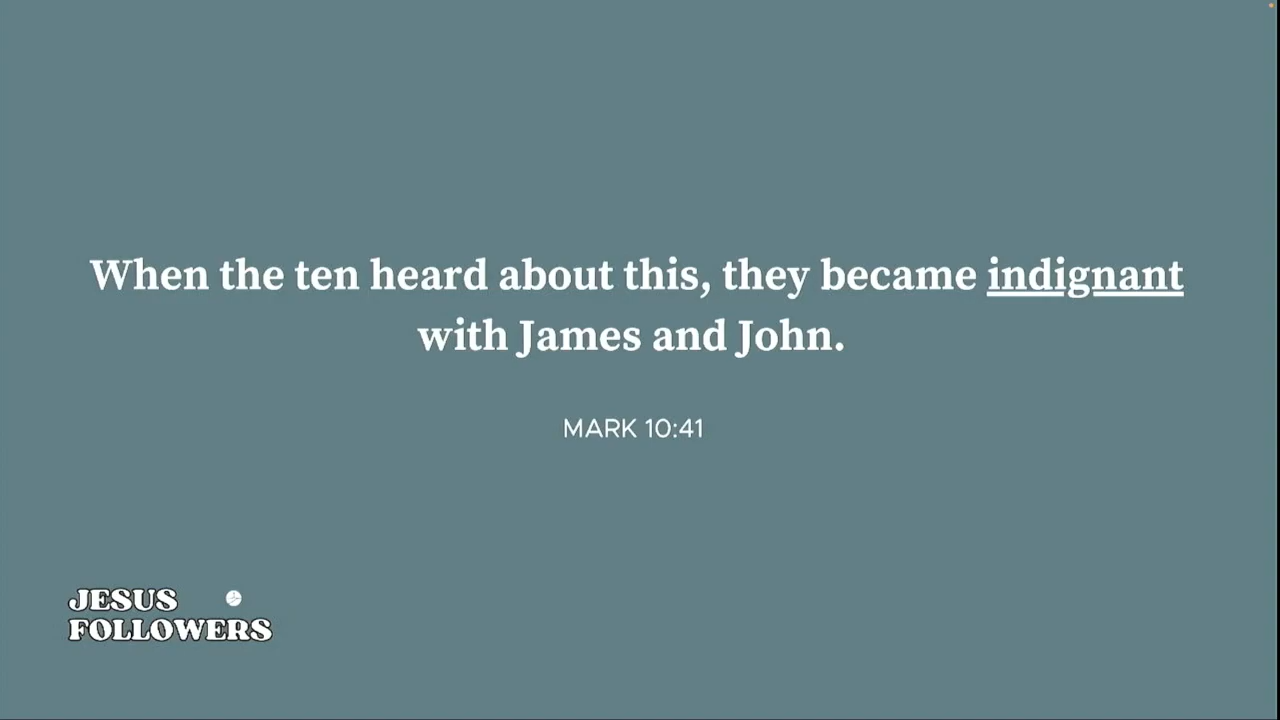 When the ten heard about this, they became indignant
with James and John.
MARK 10:41
JESUS
FOLLOWERS